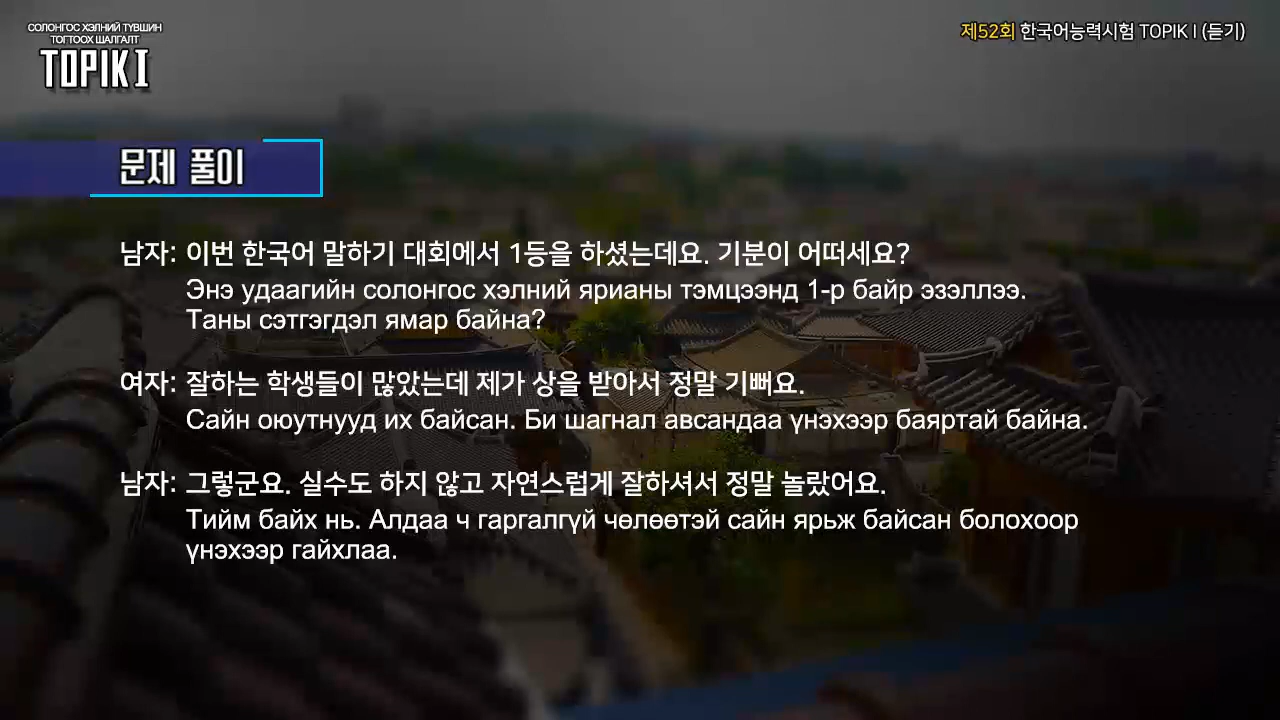 СОЛОНГОС ХЭЛНИЙ ТҮВШИН
ТОГТООХ ШАЛГАЛТ
TOPIK I
제52회 한국어능력시험 TOPIK I (듣기)
문제 풀이
남자: 이번 한국어 말하기 대회에서 1등을 하셨는데요. 기분이 어떠세요?
Энэ удаагийн солонгос хэлний ярианы тэмцээнд 1-р байр эзэллээ.
Таны сэтгэгдэл ямар байна?
여자: 잘하는 학생들이 많았는데 제가 상을 받아서 정말 기뻐요.
Сайн оюутнууд их байсан. Би шагнал авсандаа үнэхээр баяртай байна.
남자: 그렇군요. 실수도 하지 않고 자연스럽게 잘하셔서 정말 놀랐어요.
Тийм байх нь. Алдаа ч гаргалгүй чөлөөтэй сайн ярьж байсан болохоор
үнэхээр гайхлаа.